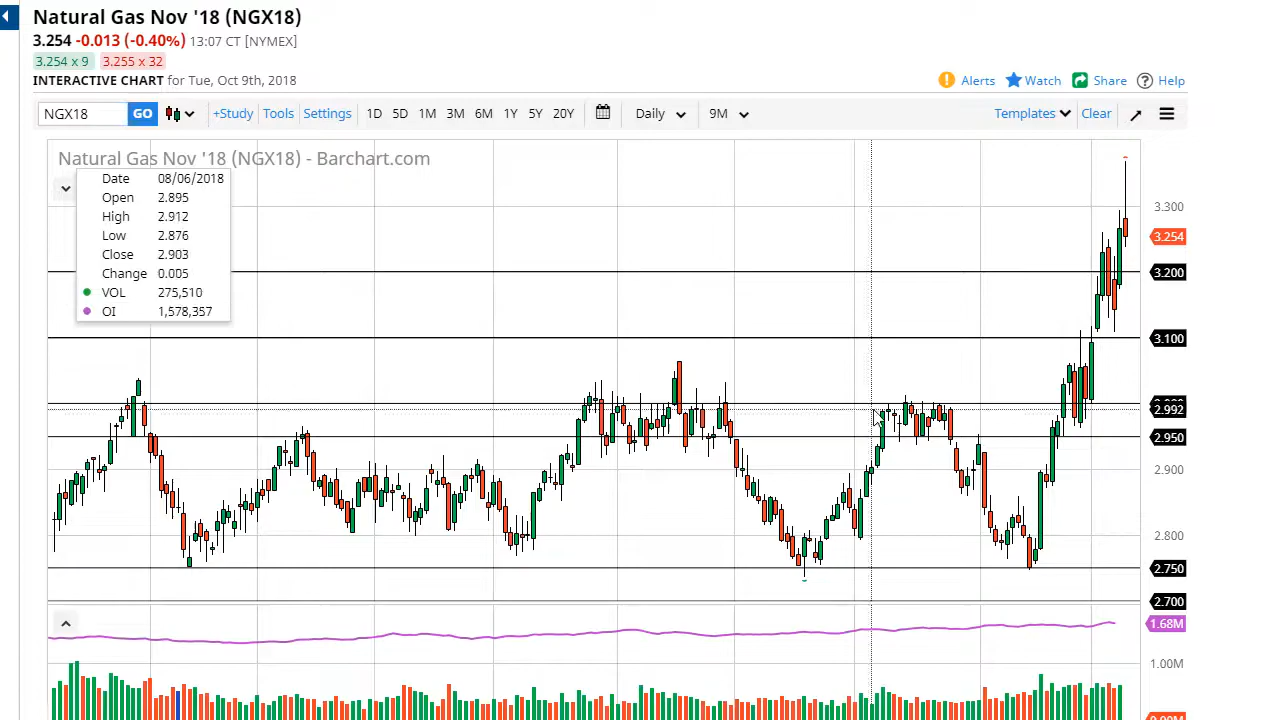 Natural Gas Nov '18 (NGX18)
3.254 -0.013 (-0.40%) 13:07 CT [NYMEX]
3.254 x 9 3.255 x 32
INTERACTIVE CHART for Tue, Oct 9th, 2018
Alerts Watch Share Help
NGX18 GO +Study Tools Settings 1D 5D 1M 3M 6M 1Y 5Y 20Y Daily 9M Templates Clear
Natural Gas Nov '18 (NGX18) - Barchart.com
Date 08/06/2018
Open 2.895
High 2.912
Low 2.876
Close 2.903
Change 0.005
VOL 275,510
OI 1,578,357
3.300
3.254
3.200
3.100
2.992
2.950
2.900
2.800
2.750
2.700
1.68M
1.00M